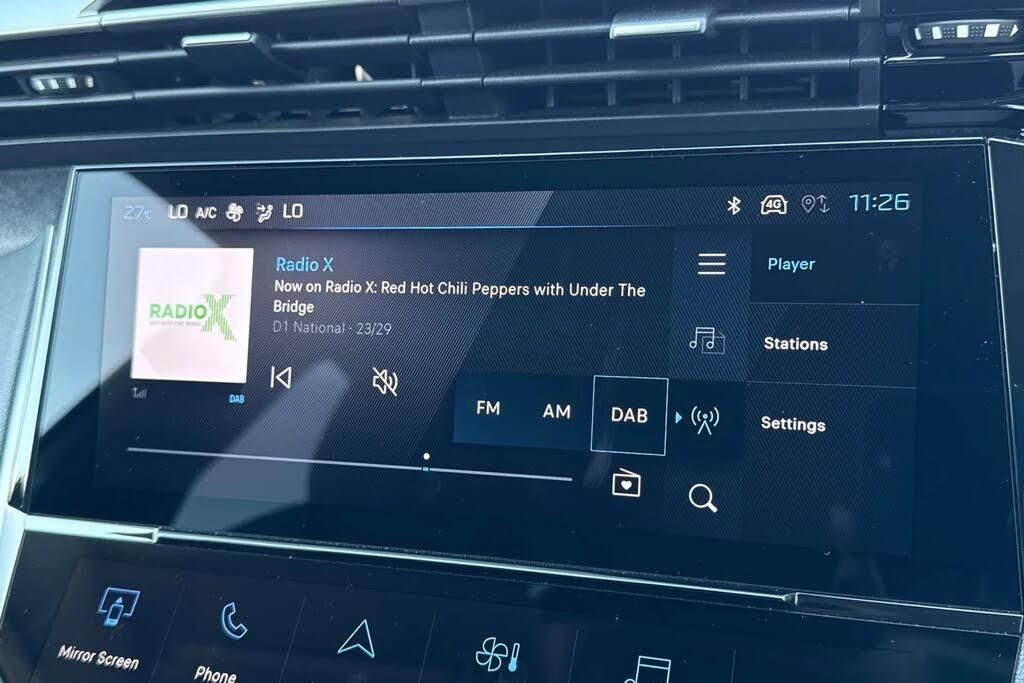 27°C LO A/C LO
4G 11:26
RADIO X
Radio X
Now on Radio X: Red Hot Chili Peppers with Under The
Bridge
D1 National - 23/29
DAB
FM AM DAB
Player
Stations
Settings
Mirror Screen
Phone